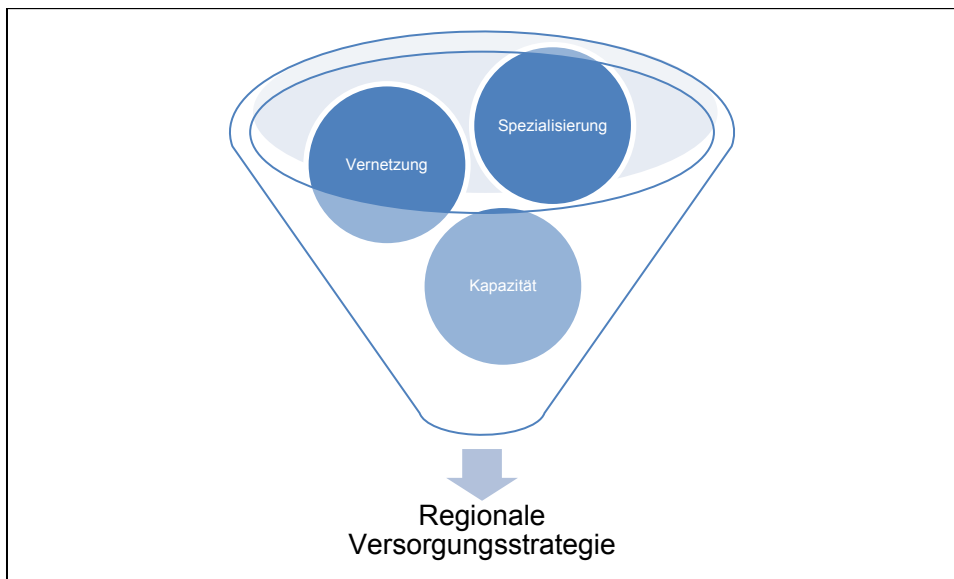 Spezialisierung
Vernetzung
Kapazität
Regionale
Versorgungsstrategie